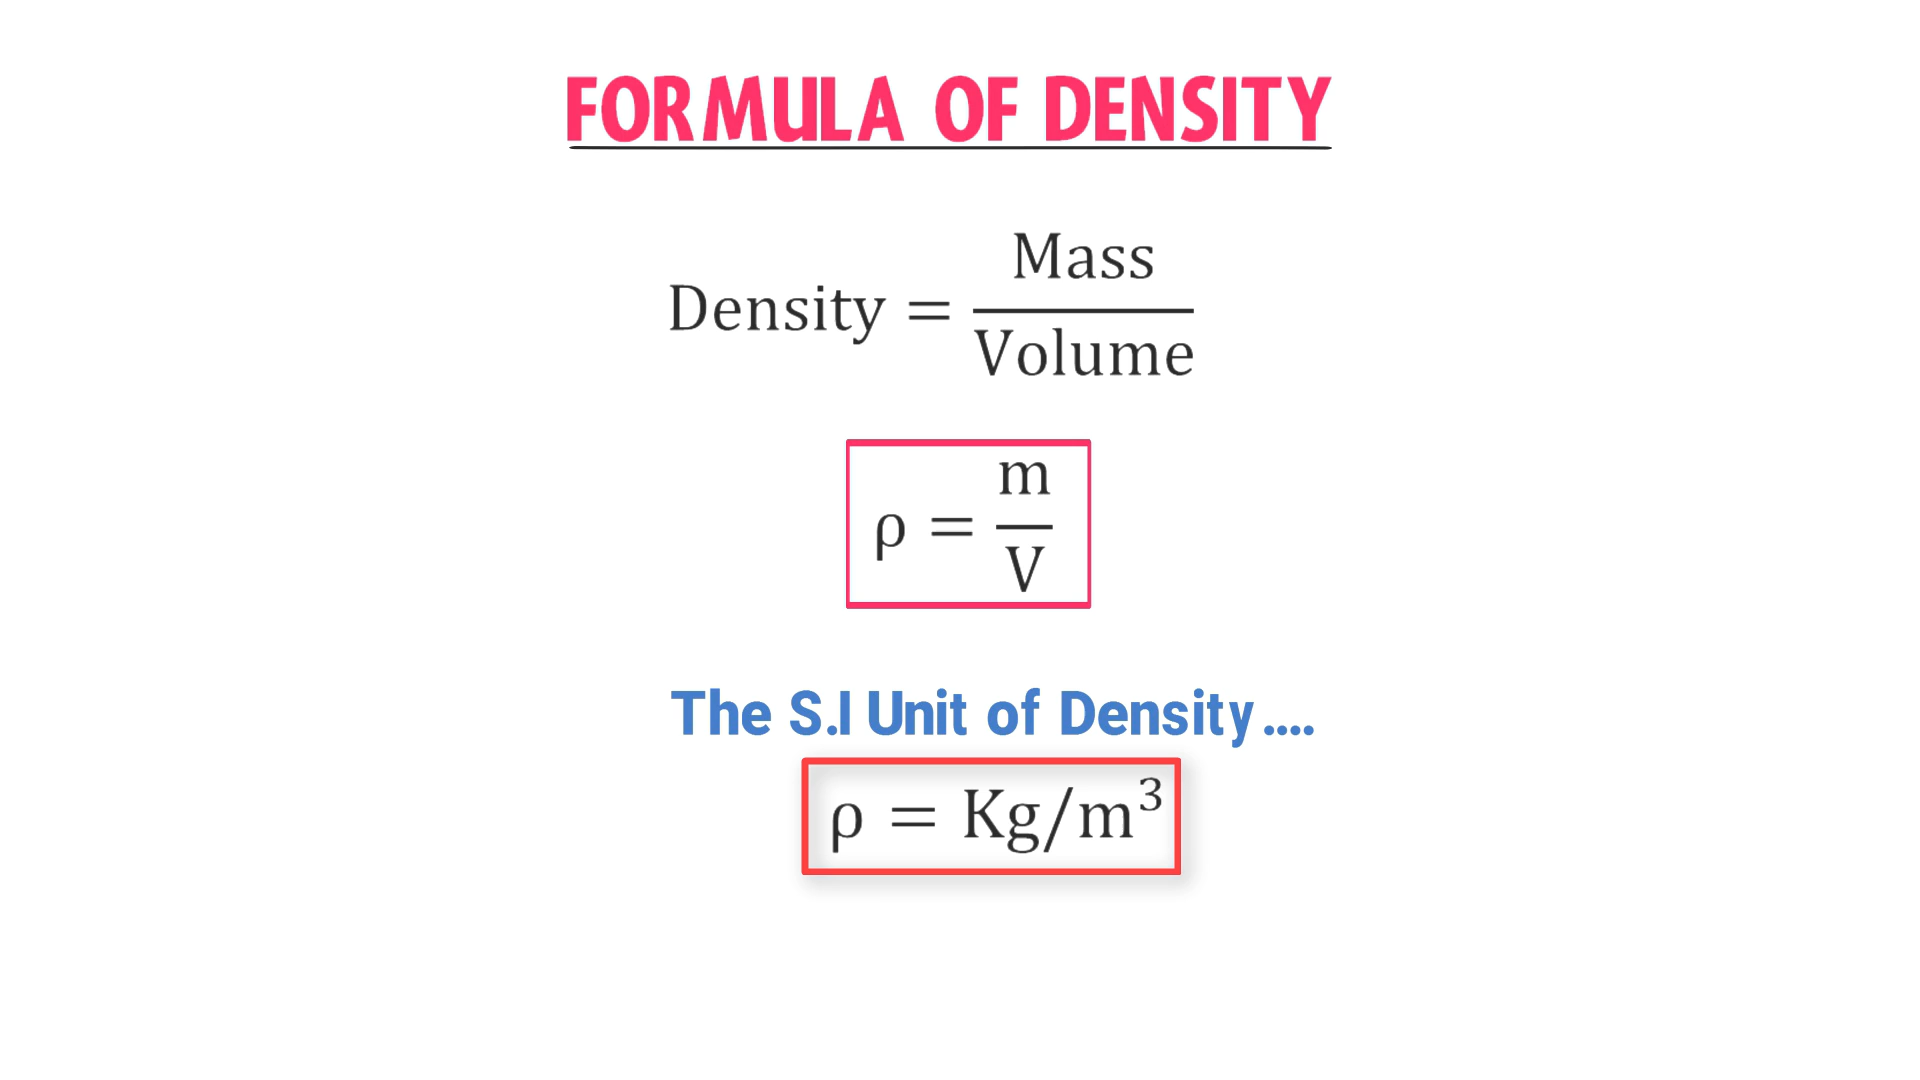 FORMULA OF DENSITY
Density = Mass / Volume
ρ = m / V
The S.I Unit of Density....
ρ = Kg/m³